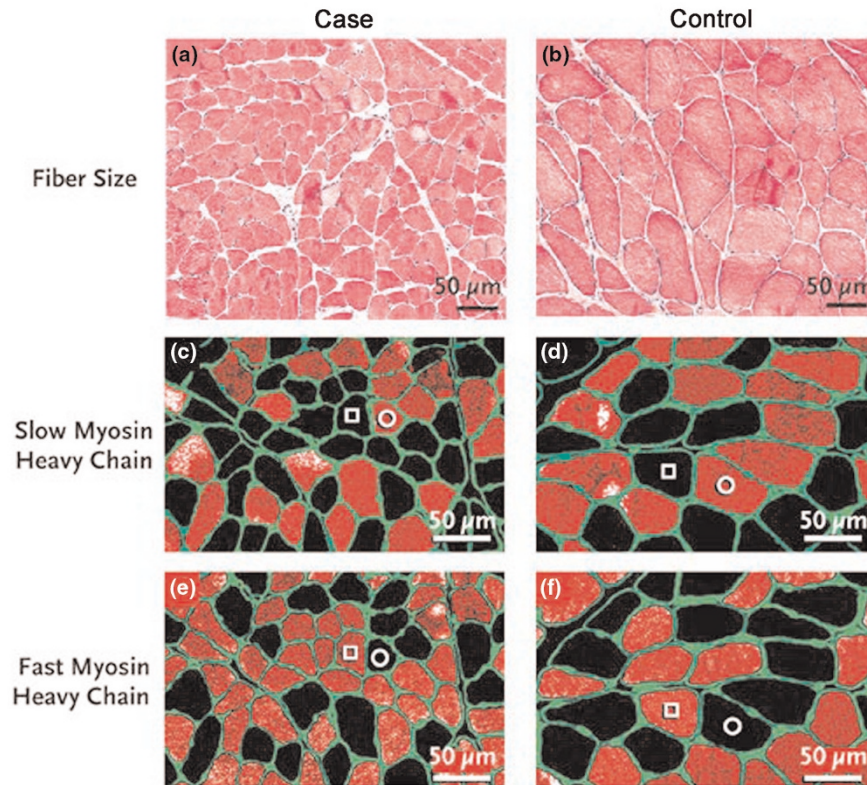 Case
Control
(a)
(b)
Fiber Size
50 µm
50 µm
(c)
(d)
Slow Myosin
Heavy Chain
50 µm
50 µm
(e)
(f)
Fast Myosin
Heavy Chain
50 µm
50 µm